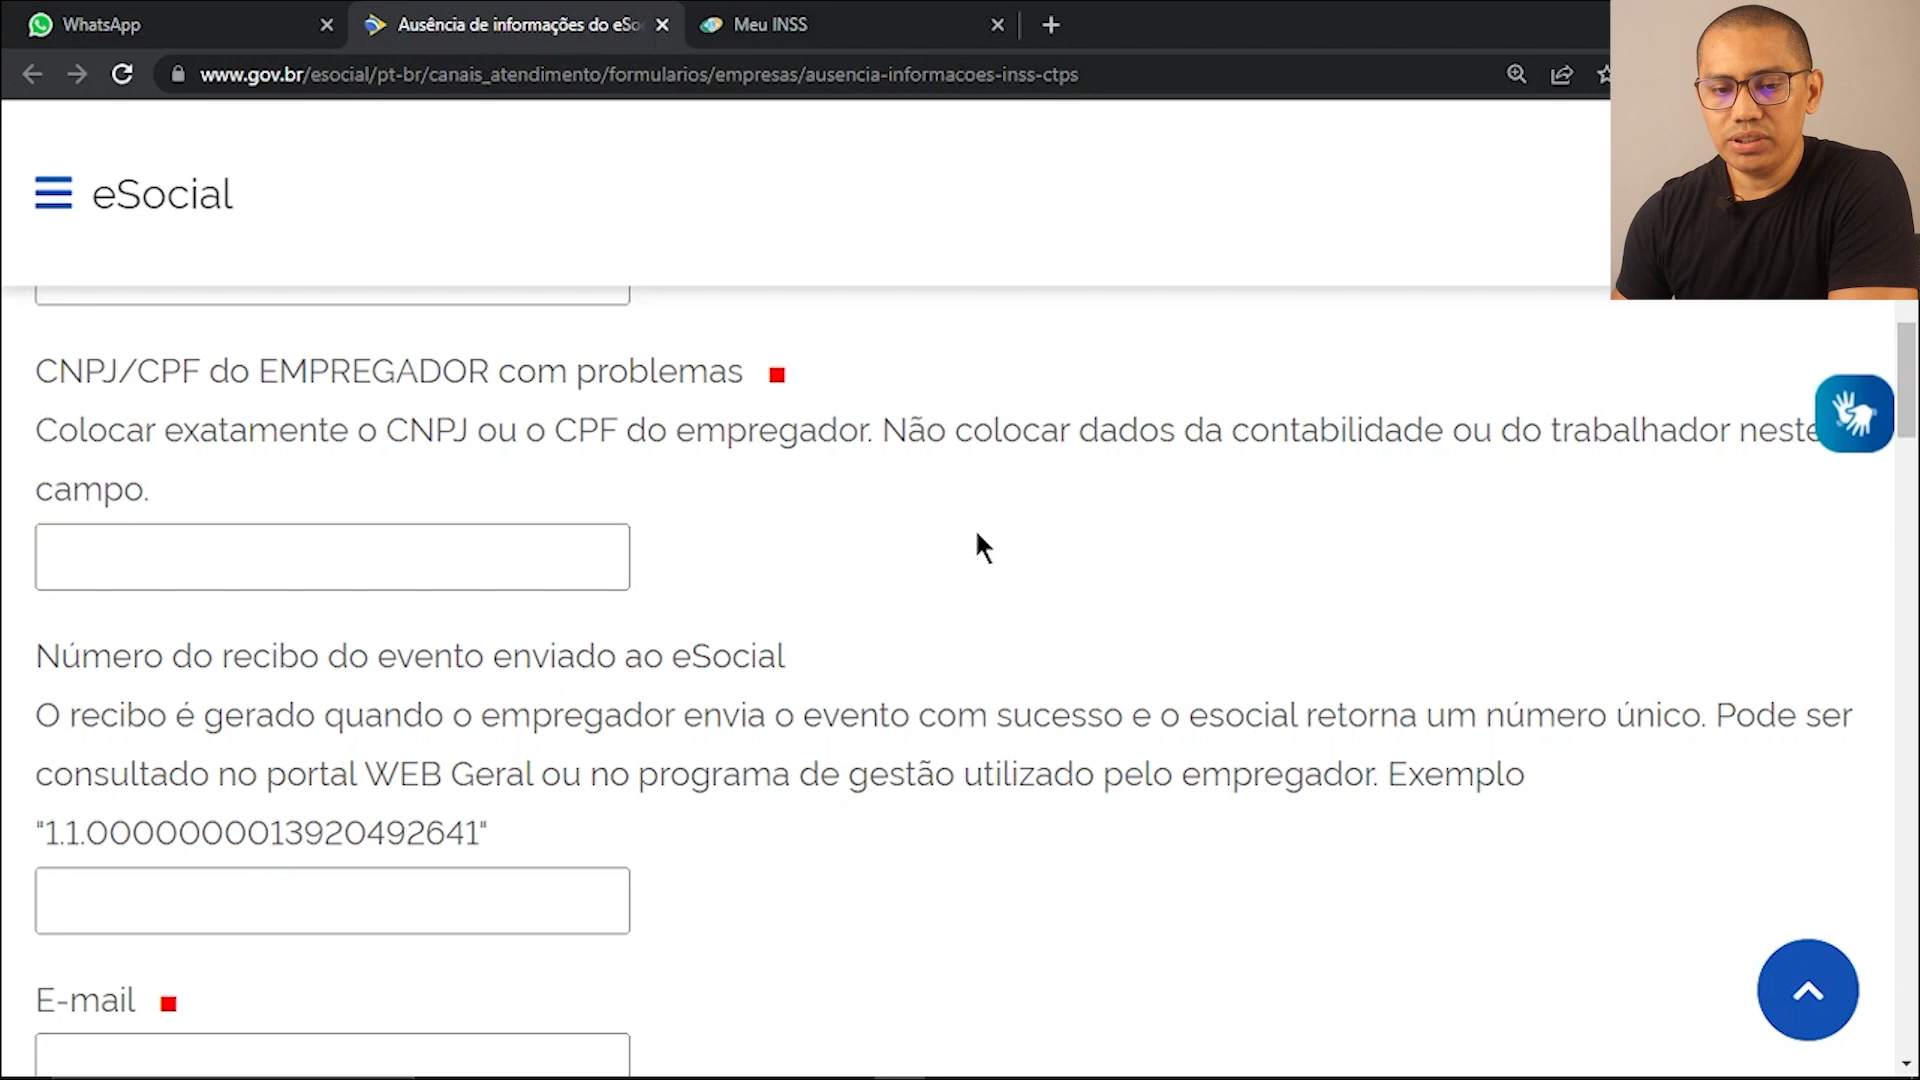 WhatsApp
Ausência de informações do eSo
Meu INSS
www.gov.br/esocial/pt-br/canais_atendimento/formularios/empresas/ausencia-informacoes-inss-ctps
eSocial
CNPJ/CPF do EMPREGADOR com problemas
Colocar exatamente o CNPJ ou o CPF do empregador. Não colocar dados da contabilidade ou do trabalhador neste
campo.
Número do recibo do evento enviado ao eSocial
O recibo é gerado quando o empregador envia o evento com sucesso e o esocial retorna um número único. Pode ser
consultado no portal WEB Geral ou no programa de gestão utilizado pelo empregador. Exemplo
"1.1.0000000013920492641"
E-mail